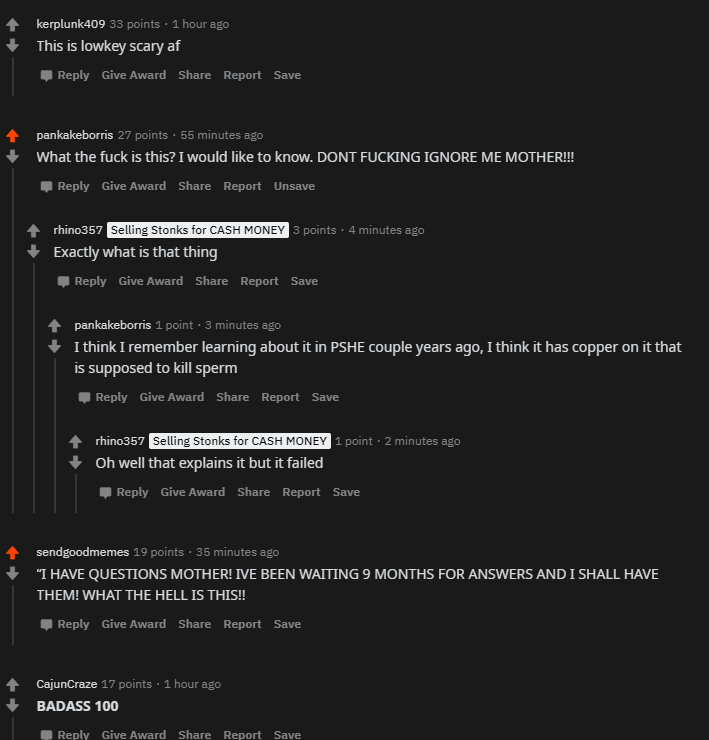 kerplunk409 33 points · 1 hour ago
This is lowkey scary af
Reply Give Award Share Report Save
pankakeborris 27 points · 55 minutes ago
What the fuck is this? I would like to know. DONT FUCKING IGNORE ME MOTHER!!!
Reply Give Award Share Report Unsave
rhino357 Selling Stonks for CASH MONEY 3 points · 4 minutes ago
Exactly what is that thing
Reply Give Award Share Report Save
pankakeborris 1 point · 3 minutes ago
I think I remember learning about it in PSHE couple years ago, I think it has copper on it that
is supposed to kill sperm
Reply Give Award Share Report Save
rhino357 Selling Stonks for CASH MONEY 1 point · 2 minutes ago
Oh well that explains it but it failed
Reply Give Award Share Report Save
sendgoodmemes 19 points · 35 minutes ago
“I HAVE QUESTIONS MOTHER! IVE BEEN WAITING 9 MONTHS FOR ANSWERS AND I SHALL HAVE
THEM! WHAT THE HELL IS THIS!!
Reply Give Award Share Report Save
CajunCraze 17 points · 1 hour ago
BADASS 100
Reply Give Award Share Report Save